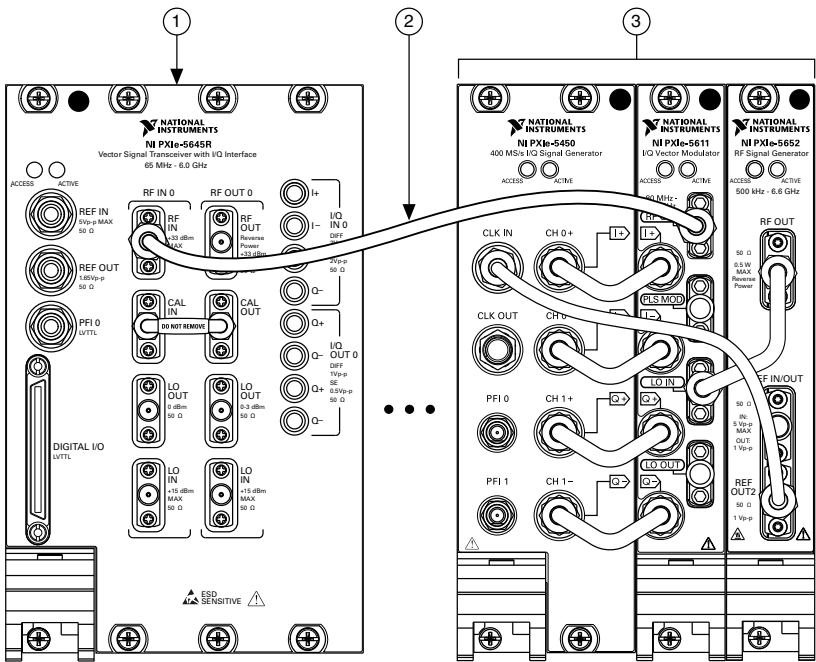 1
2
3
NATIONAL
INSTRUMENTS
NI PXIe-5645R
Vector Signal Transceiver with I/Q Interface
65 MHz - 6.0 GHz
ACCESS
ACTIVE
REF IN
5Vp-p MAX
50 Ω
REF OUT
1.65Vp-p
50 Ω
PFI 0
LVTTL
DIGITAL I/O
LVTTL
RF IN 0
RF OUT 0
RF
IN
+33 dBm
MAX
RF
OUT
Reverse
Power
+33 dBm
CAL
IN
DO NOT REMOVE
CAL
OUT
LO
OUT
0 dBm
50 Ω
LO
OUT
0-3 dBm
50 Ω
LO
IN
+15 dBm
MAX
50 Ω
LO
IN
+15 dBm
MAX
50 Ω
I+
I−
Q−
I/Q
IN 0
DIFF
2Vp-p
50 Ω
Q+
Q−
Q+
Q−
I/Q
OUT 0
DIFF
1Vp-p
SE
0.5Vp-p
50 Ω
ESD
SENSITIVE
NATIONAL
INSTRUMENTS
NI PXIe-5450
400 MS/s I/Q Signal Generator
ACCESS
ACTIVE
CLK IN
CH 0+
I+
CLK OUT
CH 0
PFI 0
CH 1+
Q+
PFI 1
CH 1−
Q−
NATIONAL
INSTRUMENTS
NI PXIe-5611
I/Q Vector Modulator
ACCESS
ACTIVE
I+
PLS MOD
I−
LO IN
Q+
LO OUT
Q−
NATIONAL
INSTRUMENTS
NI PXIe-5652
RF Signal Generator
ACCESS
ACTIVE
500 kHz - 6.6 GHz
RF OUT
50 Ω
0.5 W
MAX
Reverse
Power
EF IN/OUT
50 Ω
IN:
5 Vp-p
MAX
OUT:
1 Vp-p
REF
OUT2
50 Ω
1 Vp-p